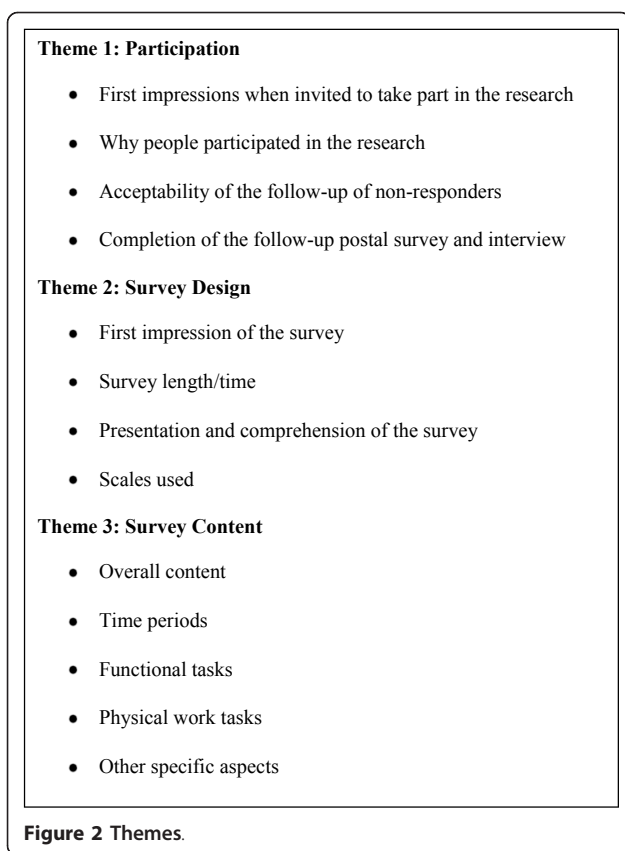 Theme 1: Participation
• First impressions when invited to take part in the research
• Why people participated in the research
• Acceptability of the follow-up of non-responders
• Completion of the follow-up postal survey and interview
Theme 2: Survey Design
• First impression of the survey
• Survey length/time
• Presentation and comprehension of the survey
• Scales used
Theme 3: Survey Content
• Overall content
• Time periods
• Functional tasks
• Physical work tasks
• Other specific aspects
Figure 2 Themes.